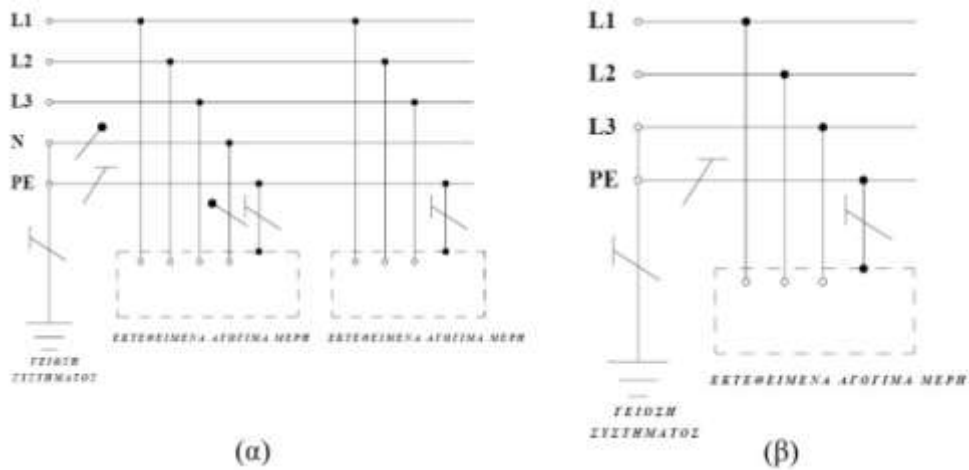 L1
L2
L3
N
PE
ΕΚΤΕΘΕΙΜΕΝΑ ΑΓΩΓΙΜΑ ΜΕΡΗ
ΕΚΤΕΘΕΙΜΕΝΑ ΑΓΩΓΙΜΑ ΜΕΡΗ
ΓΕΙΩΣΗ
ΣΥΣΤΗΜΑΤΟΣ
(α)
L1
L2
L3
PE
ΕΚΤΕΘΕΙΜΕΝΑ ΑΓΩΓΙΜΑ ΜΕΡΗ
ΓΕΙΩΣΗ
ΣΥΣΤΗΜΑΤΟΣ
(β)